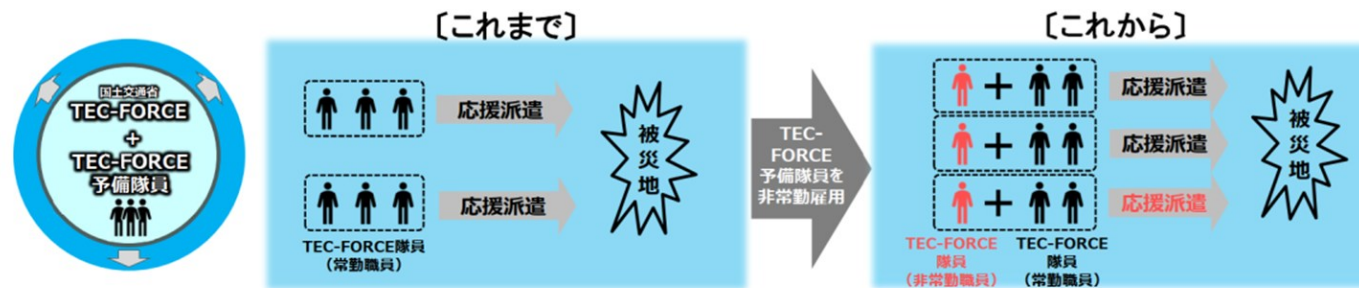 国土交通省
TEC-FORCE
+
TEC-FORCE
予備隊員
〔これまで〕
応援派遣
応援派遣
被災地
TEC-FORCE隊員
（常勤職員）
TEC-
FORCE
予備隊員を
非常勤雇用
〔これから〕
+
応援派遣
+
応援派遣
+
応援派遣
被災地
TEC-FORCE
隊員
（非常勤職員）
TEC-FORCE
隊員
（常勤職員）